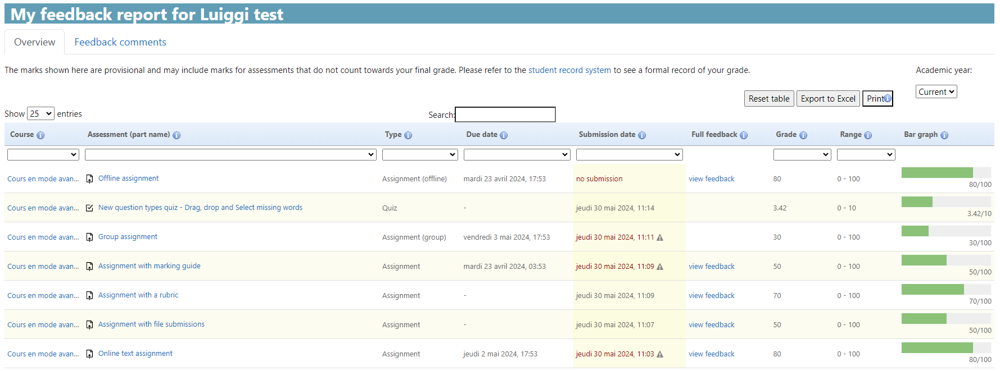 My feedback report for Luiggi test
Overview Feedback comments
The marks shown here are provisional and may include marks for assessments that do not count towards your final grade. Please refer to the student record system to see a formal record of your grade.
Academic year:
Current
Reset table Export to Excel Print
Show 25 entries
Search:
Course Assessment (part name) Type Due date Submission date Full feedback Grade Range Bar graph
Cours en mode avan... Offline assignment Assignment (offline) mardi 23 avril 2024, 17:53 no submission view feedback 80 0 - 100 80/100
Cours en mode avan... New question types quiz - Drag, drop and Select missing words Quiz - jeudi 30 mai 2024, 11:14 3.42 0 - 10 3.42/10
Cours en mode avan... Group assignment Assignment (group) vendredi 3 mai 2024, 17:53 jeudi 30 mai 2024, 11:11 30 0 - 100 30/100
Cours en mode avan... Assignment with marking guide Assignment mardi 23 avril 2024, 03:53 jeudi 30 mai 2024, 11:09 view feedback 50 0 - 100 50/100
Cours en mode avan... Assignment with a rubric Assignment - jeudi 30 mai 2024, 11:09 view feedback 70 0 - 100 70/100
Cours en mode avan... Assignment with file submissions Assignment - jeudi 30 mai 2024, 11:07 view feedback 50 0 - 100 50/100
Cours en mode avan... Online text assignment Assignment jeudi 2 mai 2024, 17:53 jeudi 30 mai 2024, 11:03 view feedback 80 0 - 100 80/100